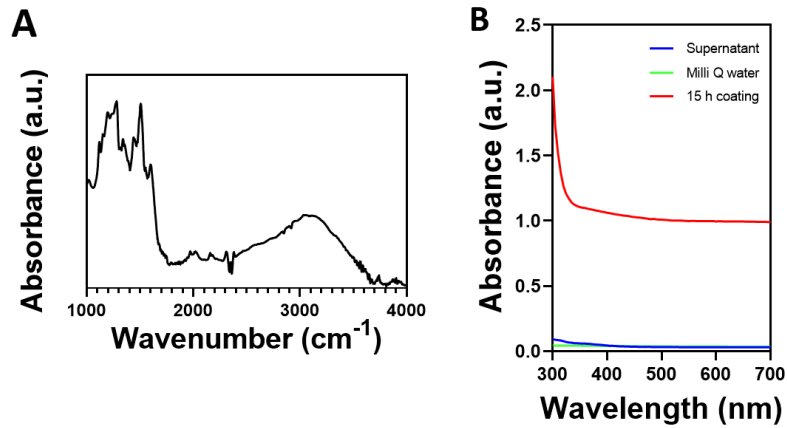 A
Absorbance (a.u.)
1000 2000 3000 4000
Wavenumber (cm-1)
B
Absorbance (a.u.)
2.5
2.0
1.5
1.0
0.5
0.0
Supernatant
Milli Q water
15 h coating
300 400 500 600 700
Wavelength (nm)